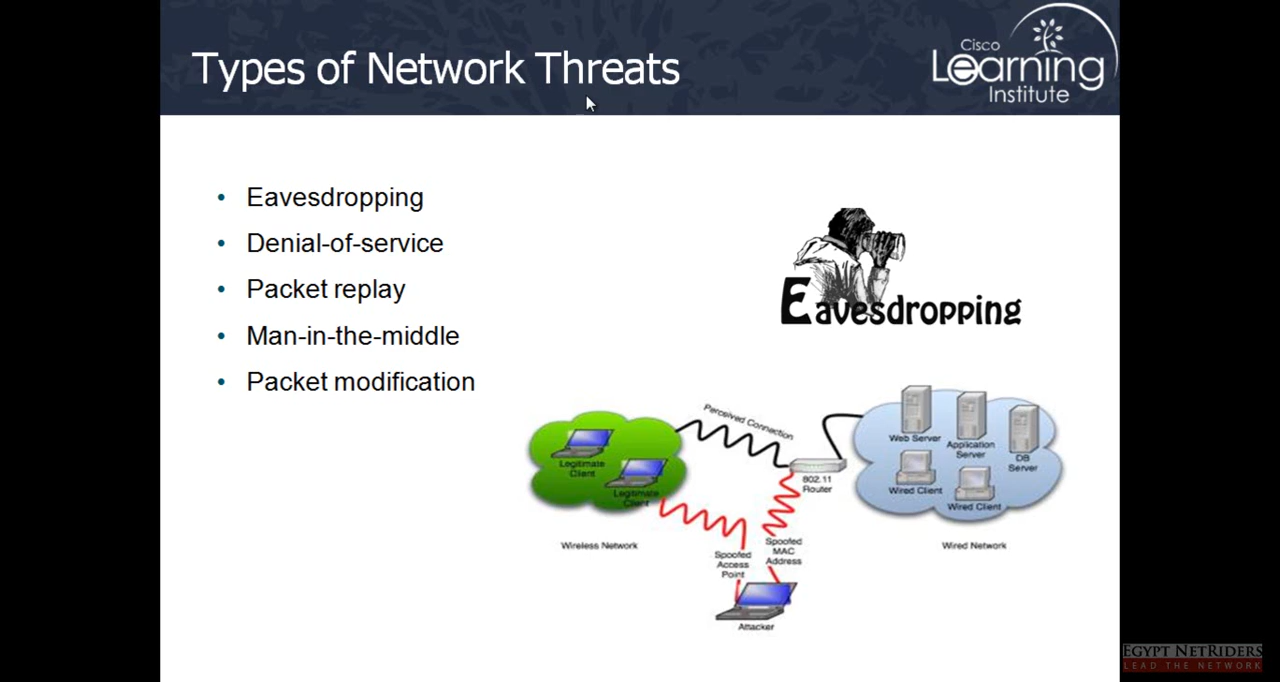 Types of Network Threats
Cisco
Learning
Institute
• Eavesdropping
• Denial-of-service
• Packet replay
• Man-in-the-middle
• Packet modification
Eavesdropping
Perceived Connection
Legitimate
Client
Legitimate
Client
802.11
Router
Web Server
Application
Server
DB
Server
Wired Client
Wired Client
Wireless Network
Wired Network
Spoofed
Access
Point
Spoofed
MAC
Address
Attacker
EGYPT NETRIDERS
LEAD THE NETWORK